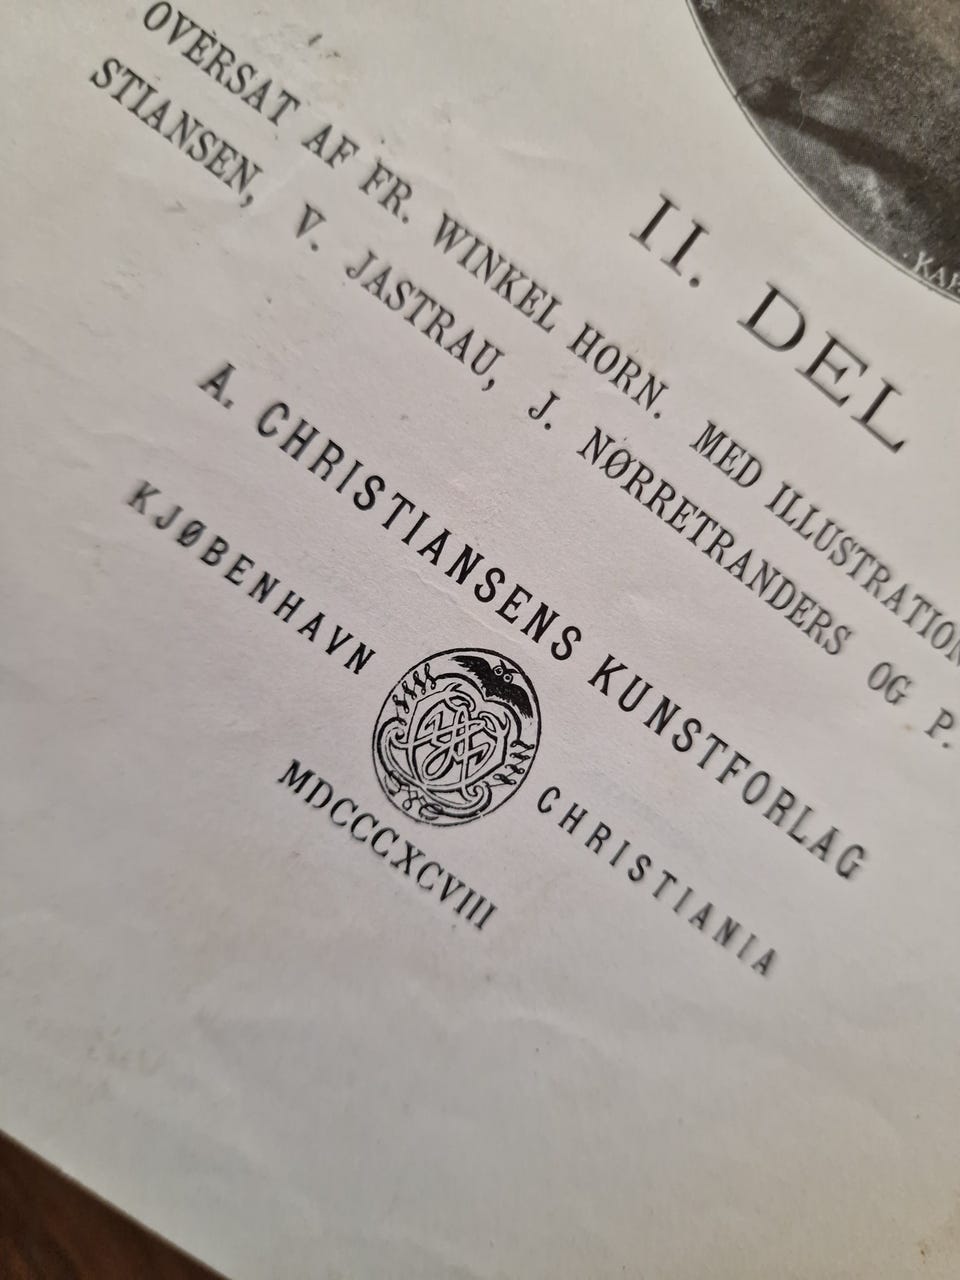 II. DEL
OVERSAT AF FR. WINKEL HORN. MED ILLUSTRATION
STIANSEN, V. JASTRAU, J. NØRRETRANDERS OG P.
A. CHRISTIANSENS KUNSTFORLAG
KJØBENHAVN CHRISTIANIA
MDCCCXCVIII